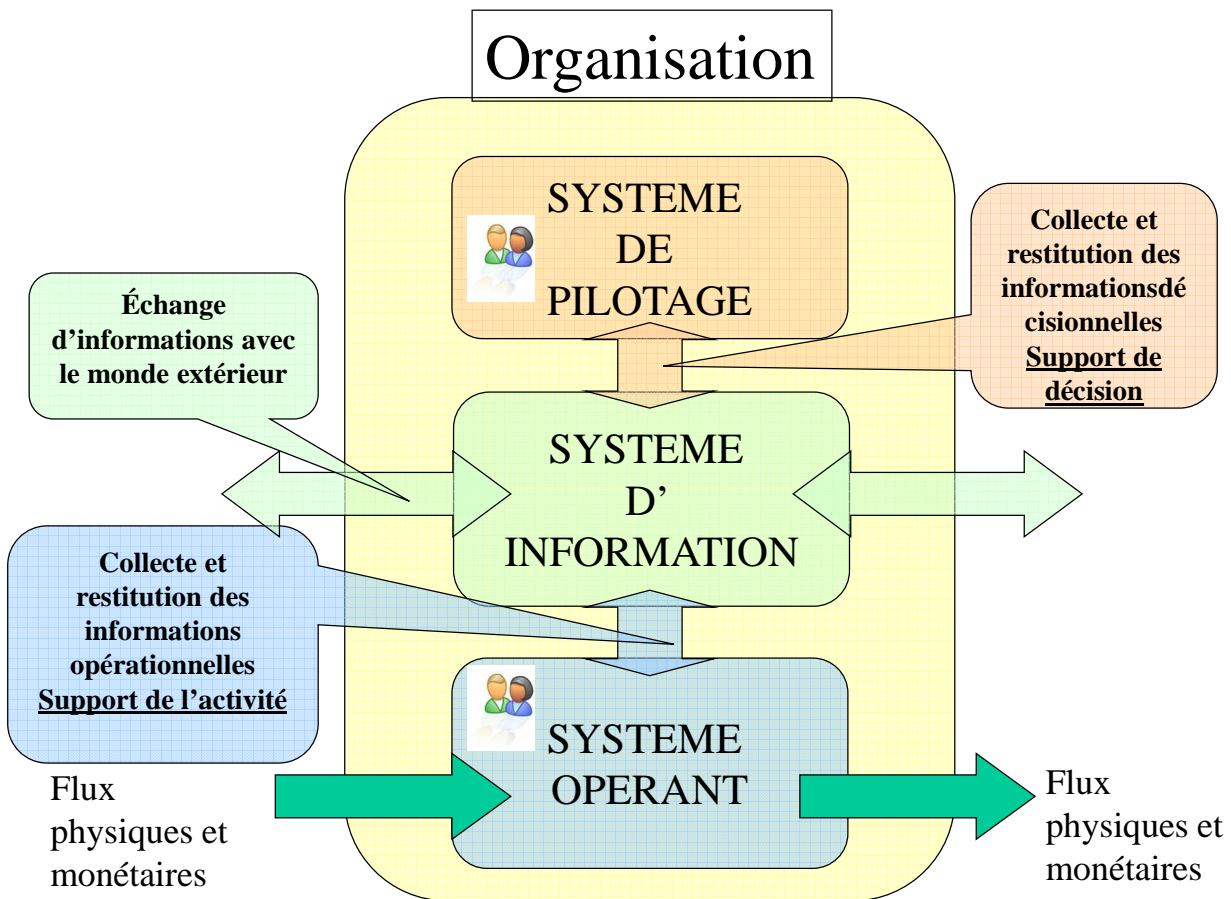 Organisation
SYSTEME
DE
PILOTAGE
Collecte et
restitution des
informationsdé
cisionnelles
Support de
décision
Échange
d’informations avec
le monde extérieur
SYSTEME
D’
INFORMATION
Collecte et
restitution des
informations
opérationnelles
Support de l’activité
SYSTEME
OPERANT
Flux
physiques et
monétaires
Flux
physiques et
monétaires